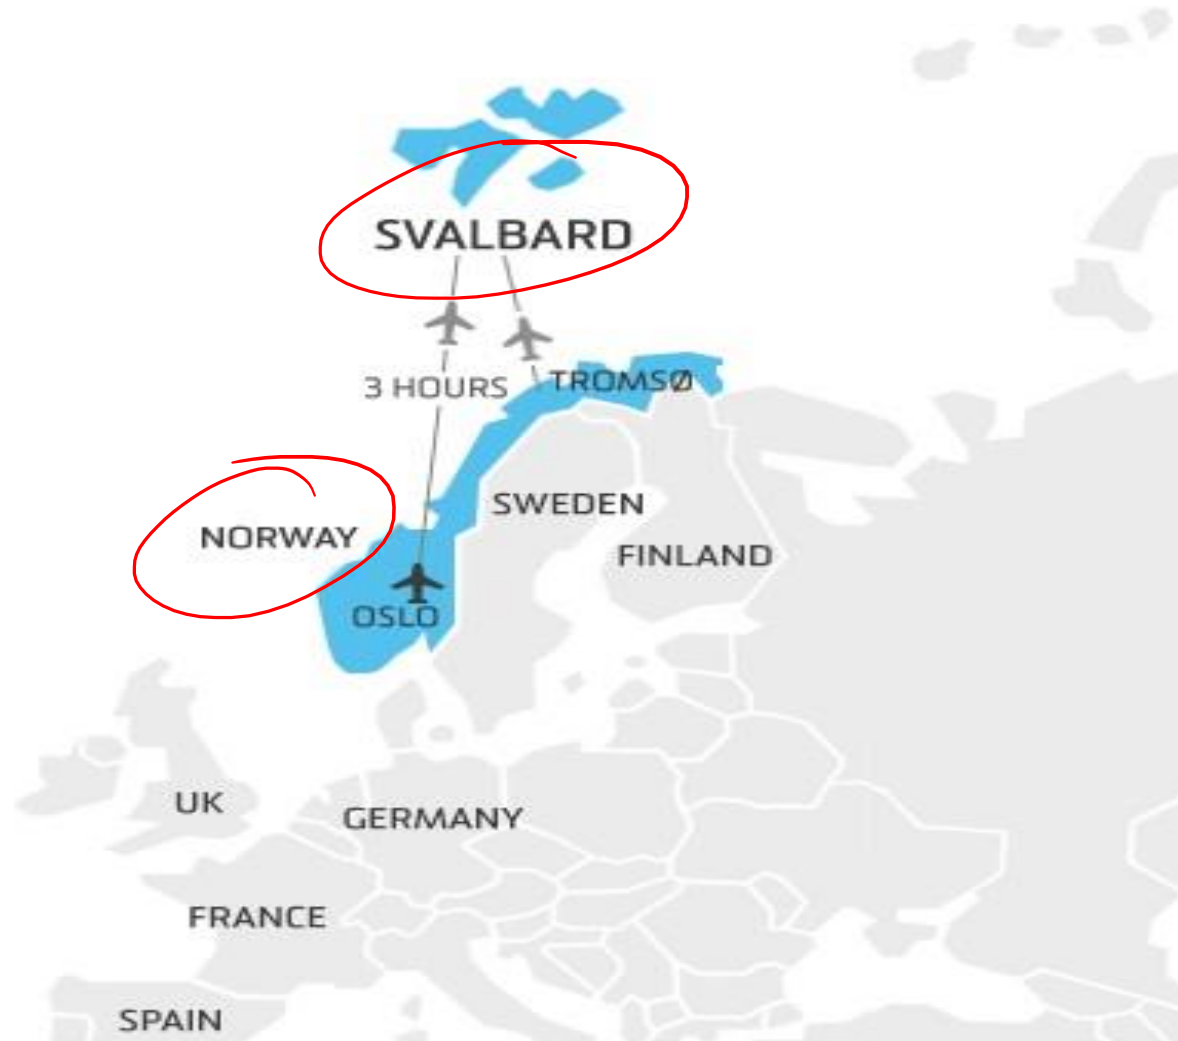 SVALBARD
3 HOURS
TROMSØ
NORWAY
SWEDEN
FINLAND
OSLO
UK
GERMANY
FRANCE
SPAIN